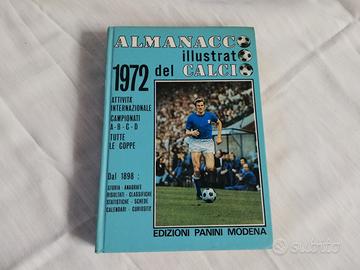 ALMANACCO
illustrato
del CALCIO
1972
ATTIVITÀ
INTERNAZIONALE
CAMPIONATI
A - B - C - D
TUTTE
LE COPPE
Dal 1898 :
STORIA - ANAGRAFE
RISULTATI - CLASSIFICHE
STATISTICHE - SCHEDE
CALENDARI - CURIOSITA'
EDIZIONI PANINI MODENA
subito